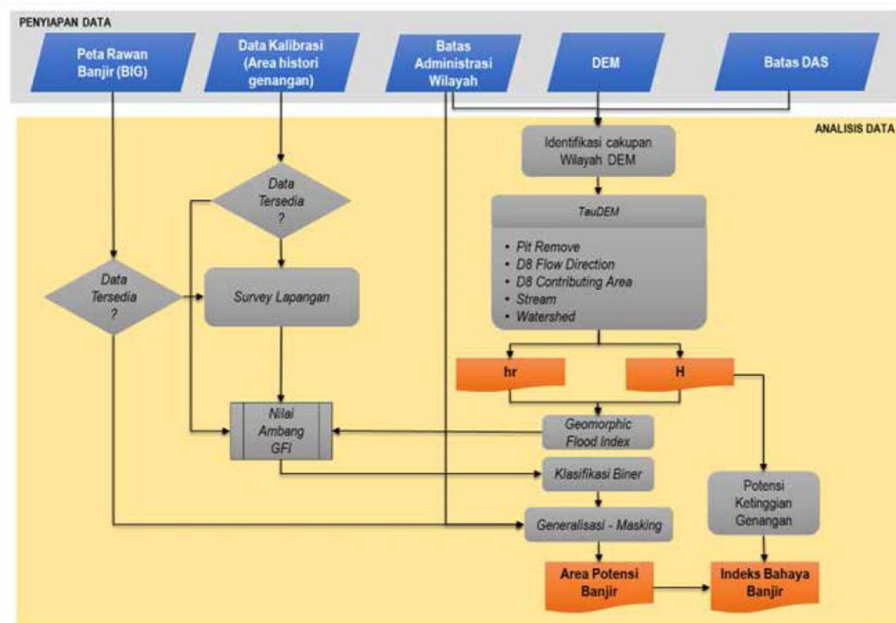 PENYIAPAN DATA
Peta Rawan
Banjir (BIG)
Data Kalibrasi
(Area histori
genangan)
Batas
Administrasi
Wilayah
DEM
Batas DAS
ANALISIS DATA
Identifikasi cakupan
Wilayah DEM
Data
Tersedia
?
TauDEM
• Pit Remove
• D8 Flow Direction
• D8 Contributing Area
• Stream
• Watershed
Data
Tersedia
?
Survey Lapangan
hr
H
Nilai
Ambang
GFI
Geomorphic
Flood Index
Klasifikasi Biner
Potensi
Ketinggian
Genangan
Generalisasi - Masking
Area Potensi
Banjir
Indeks Bahaya
Banjir